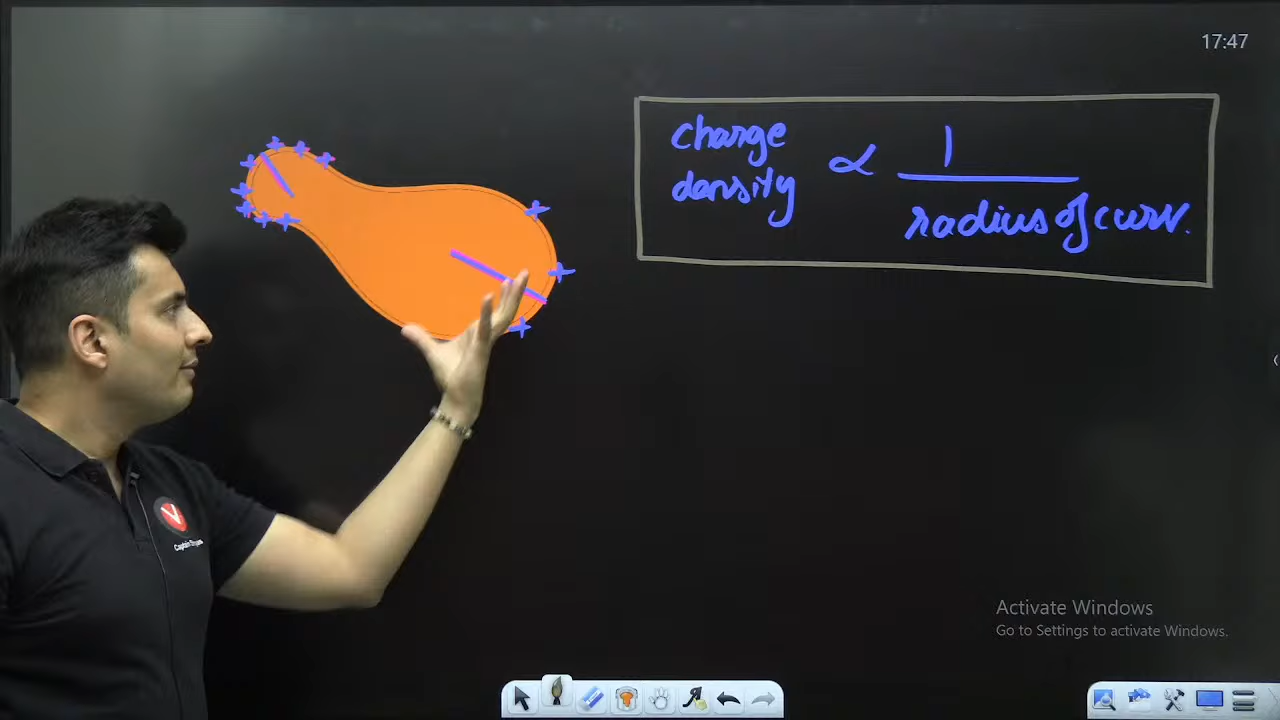 17:47
charge
density
∝
1
radius of curv.
V
Activate Windows
Go to Settings to activate Windows.